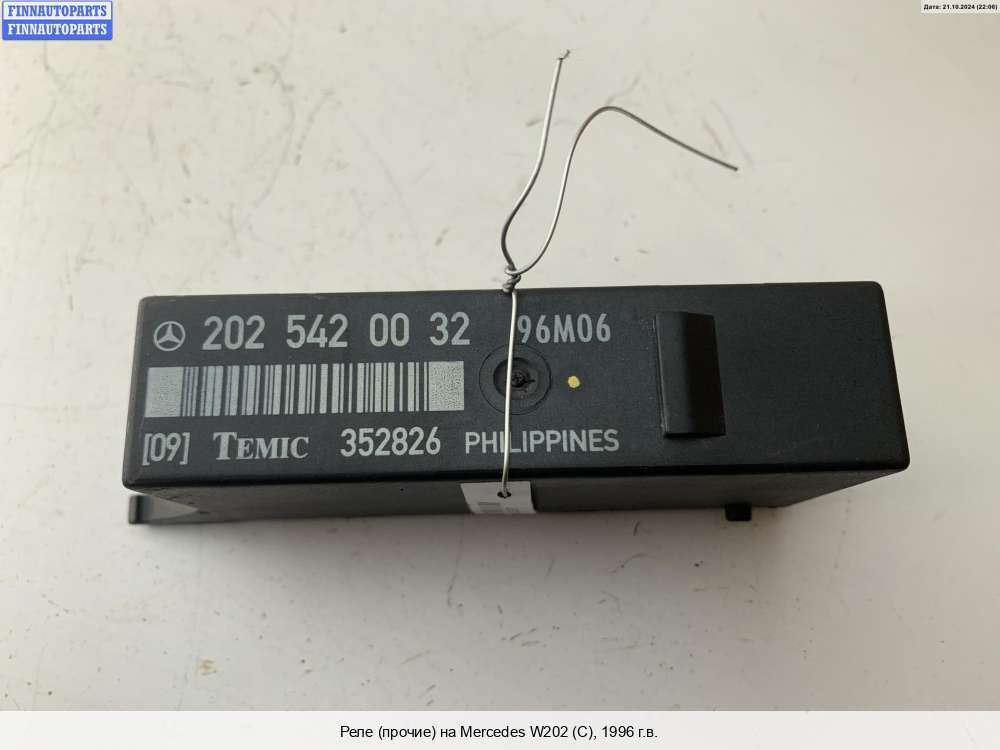 FINNAUTOPARTS
FINNAUTOPARTS
Дата: 21.10.2024 (22:06)
202 542 00 32 96M06
[09] TEMIC 352826 PHILIPPINES
Реле (прочие) на Mercedes W202 (C), 1996 г.в.